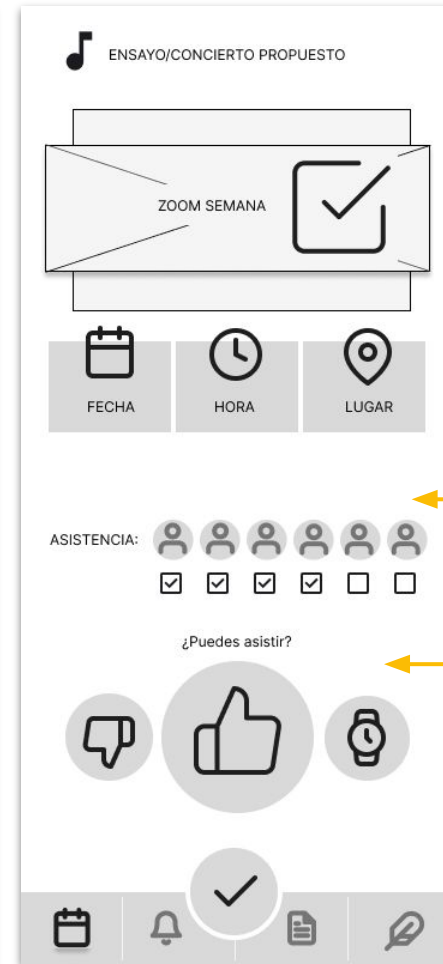 ENSAYO/CONCIERTO PROPUESTO
ZOOM SEMANA
FECHA HORA LUGAR
ASISTENCIA:
¿Puedes asistir?